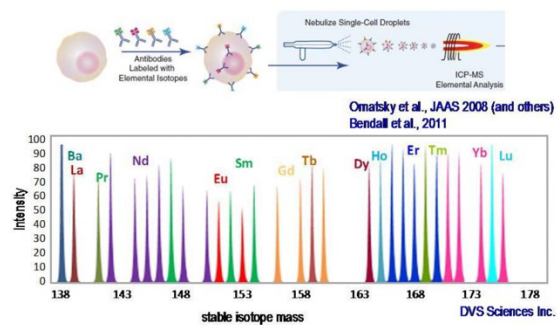 Antibodies
Labeled with
Elemental Isotopes
Nebulize Single-Cell Droplets
ICP-MS
Elemental Analysis
Ornatsky et al., JAAS 2008 (and others)
Bendall et al., 2011
Intensity
100
90
80
70
60
50
40
30
20
10
0
Ba
La
Pr
Nd
Sm
Eu
Gd
Tb
Dy
Ho
Er
Tm
Yb
Lu
138 143 148 153 158 163 168 173 178
stable isotope mass
DVS Sciences Inc.